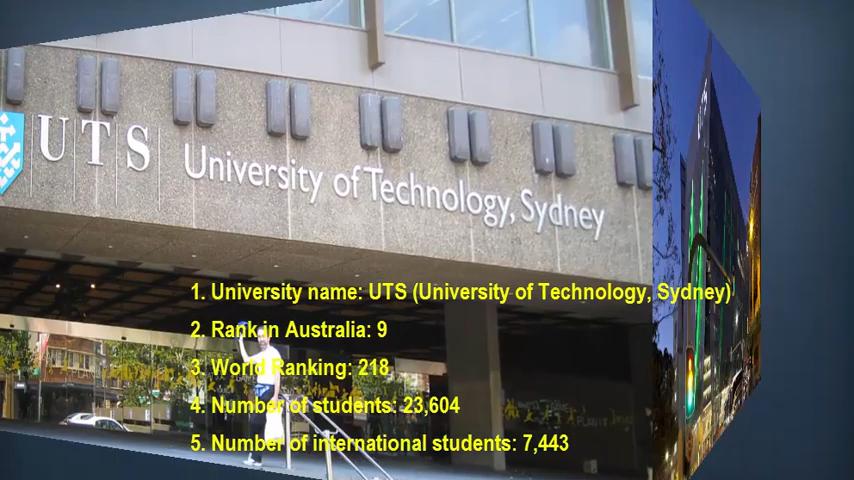 UTS
University of Technology, Sydney
1. University name: UTS (University of Technology, Sydney)
2. Rank in Australia: 9
3. World Ranking: 218
4. Number of students: 23,604
5. Number of international students: 7,443